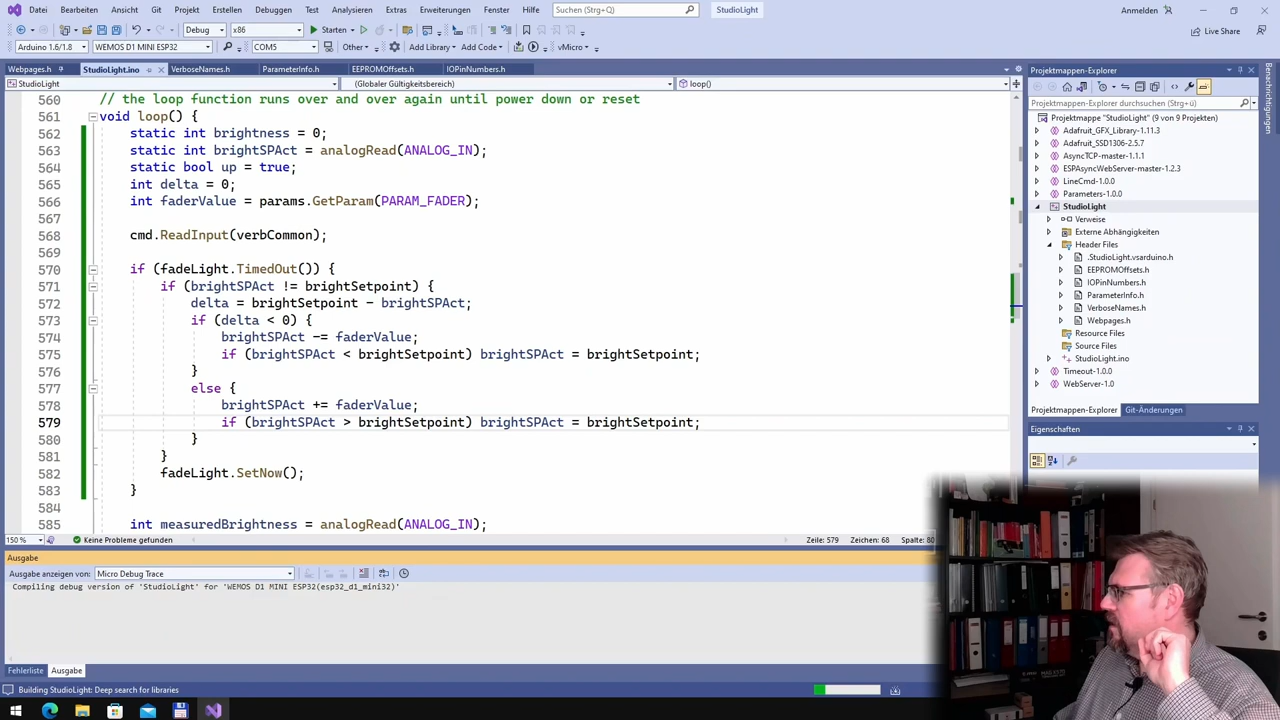 Datei Bearbeiten Ansicht Git Projekt Erstellen Debuggen Test Analysieren Extras Erweiterungen Fenster Hilfe Suchen (Strg+Q) StudioLight Anmelden
Debug x86 Starten Live Share
Arduino 1.6/1.8 WEMOS D1 MINI ESP32 COM5 Other Add Library Add Code vMicro
Webpages.h StudioLight.ino VerboseNames.h ParameterInfo.h EEPROMOffsets.h IOPinNumbers.h
StudioLight (Globaler Gültigkeitsbereich) loop()
560 // the loop function runs over and over again until power down or reset
561 void loop() {
562 static int brightness = 0;
563 static int brightSPAct = analogRead(ANALOG_IN);
564 static bool up = true;
565 int delta = 0;
566 int faderValue = params.GetParam(PARAM_FADER);
567
568 cmd.ReadInput(verbCommon);
569
570 if (fadeLight.TimedOut()) {
571 if (brightSPAct != brightSetpoint) {
572 delta = brightSetpoint - brightSPAct;
573 if (delta < 0) {
574 brightSPAct -= faderValue;
575 if (brightSPAct < brightSetpoint) brightSPAct = brightSetpoint;
576 }
577 else {
578 brightSPAct += faderValue;
579 if (brightSPAct > brightSetpoint) brightSPAct = brightSetpoint;
580 }
581 }
582 fadeLight.SetNow();
583 }
584
585 int measuredBrightness = analogRead(ANALOG_IN);
150 % Keine Probleme gefunden Zeile: 579 Zeichen: 68 Spalte: 80
Ausgabe
Ausgabe anzeigen von: Micro Debug Trace
Compiling debug version of 'StudioLight' for 'WEMOS D1 MINI ESP32(esp32_d1_mini32)'
Fehlerliste Ausgabe
Building StudioLight: Deep search for libraries
Projektmappen-Explorer
Projektmappen-Explorer durchsuchen (Strg+ü)
Projektmappe "StudioLight" (9 von 9 Projekten)
Adafruit_GFX_Library-1.11.3
Adafruit_SSD1306-2.5.7
AsyncTCP-master-1.1.1
ESPAsyncWebServer-master-1.2.3
LineCmd-1.0.0
Parameters-1.0.0
StudioLight
Verweise
Externe Abhängigkeiten
Header Files
.StudioLight.vsarduino.h
EEPROMOffsets.h
IOPinNumbers.h
ParameterInfo.h
VerboseNames.h
Webpages.h
Resource Files
Source Files
StudioLight.ino
Timeout-1.0.0
WebServer-1.0
Projektmappen-Explorer Git-Änderungen
Eigenschaften
Benachrichtigungen